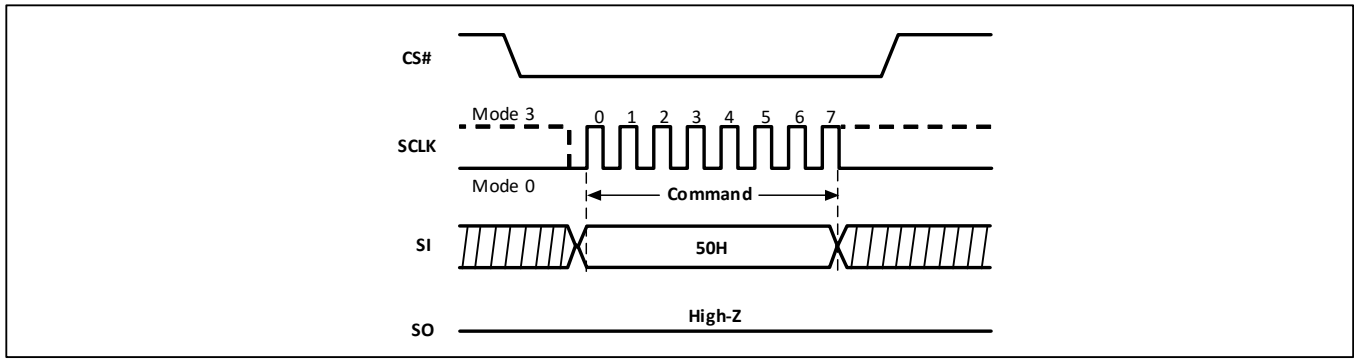 CS#
Mode 3
0 1 2 3 4 5 6 7
SCLK
Mode 0
Command
SI
50H
High-Z
SO